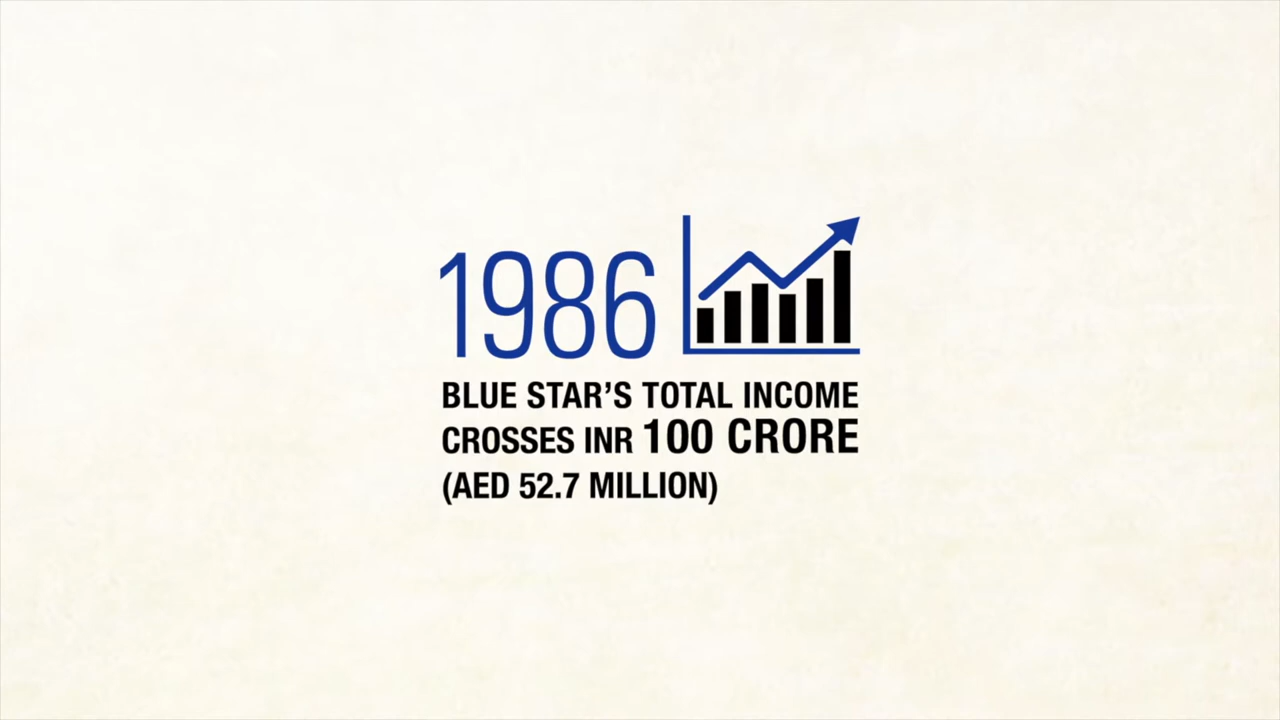 1986
BLUE STAR’S TOTAL INCOME
CROSSES INR 100 CRORE
(AED 52.7 MILLION)